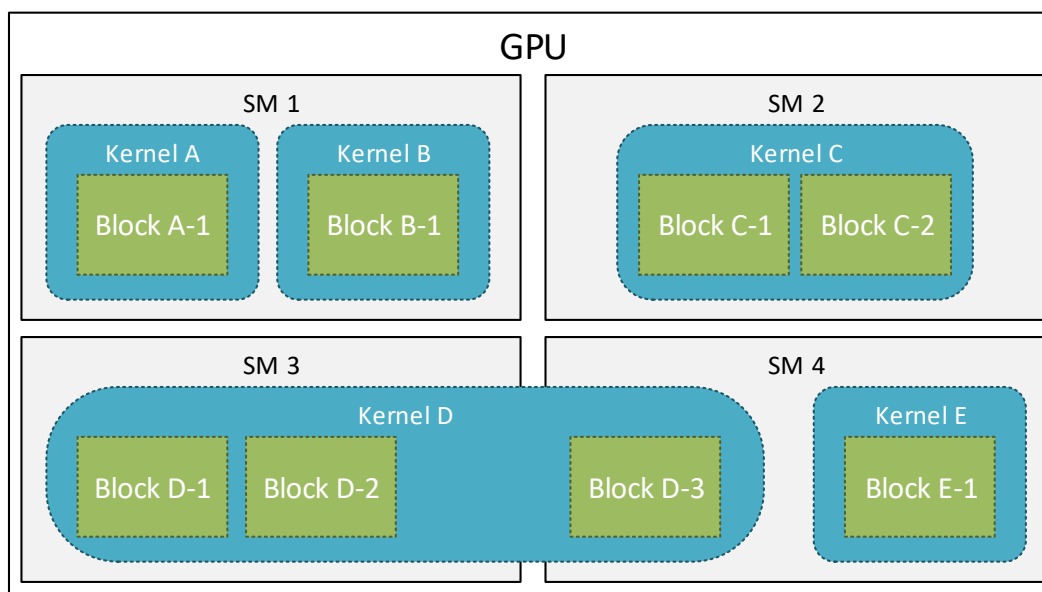 GPU
SM 1
Kernel A
Block A-1
Kernel B
Block B-1
SM 2
Kernel C
Block C-1
Block C-2
SM 3
SM 4
Kernel D
Block D-1
Block D-2
Block D-3
Kernel E
Block E-1